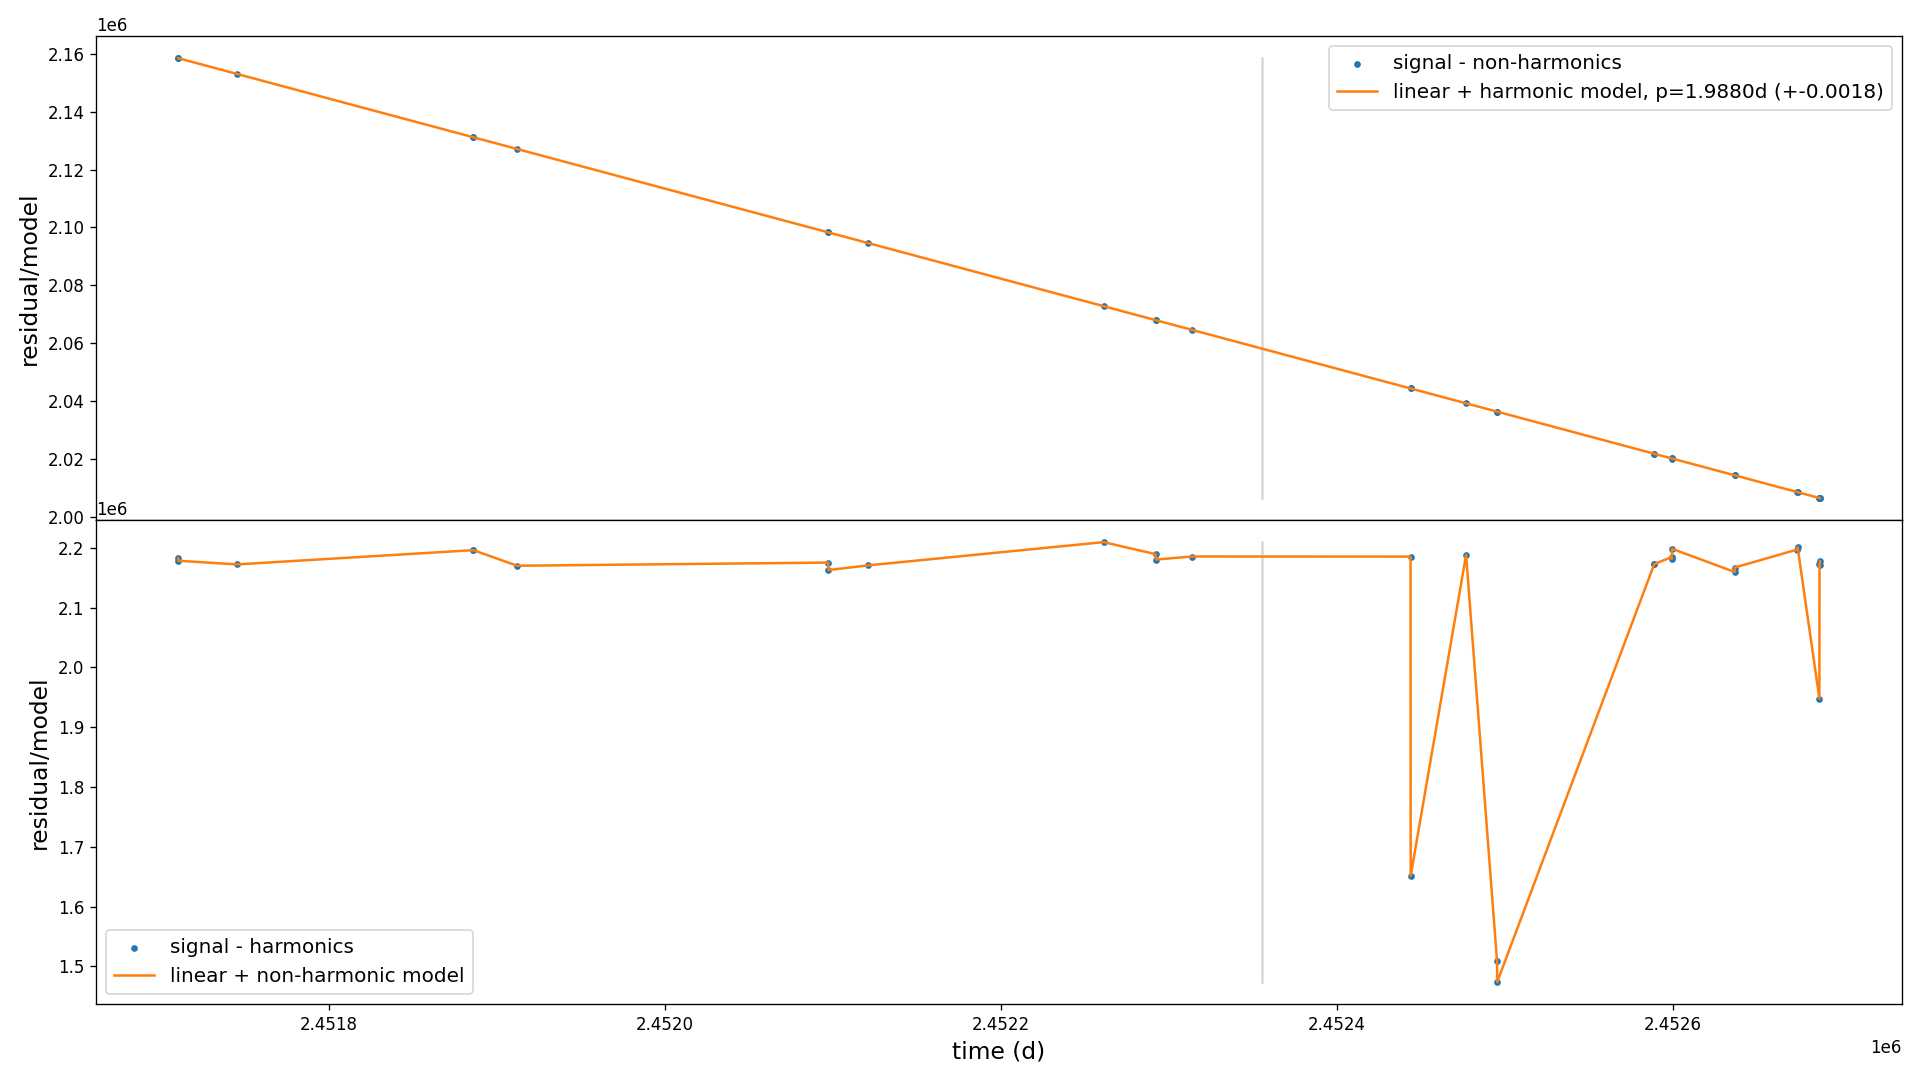 1e6
2.16
2.14
2.12
2.10
2.08
2.06
2.04
2.02
2.00
residual/model
signal - non-harmonics
linear + harmonic model, p=1.9880d (+-0.0018)
1e6
2.2
2.1
2.0
1.9
1.8
1.7
1.6
1.5
residual/model
signal - harmonics
linear + non-harmonic model
2.4518 2.4520 2.4522 2.4524 2.4526
1e6
time (d)